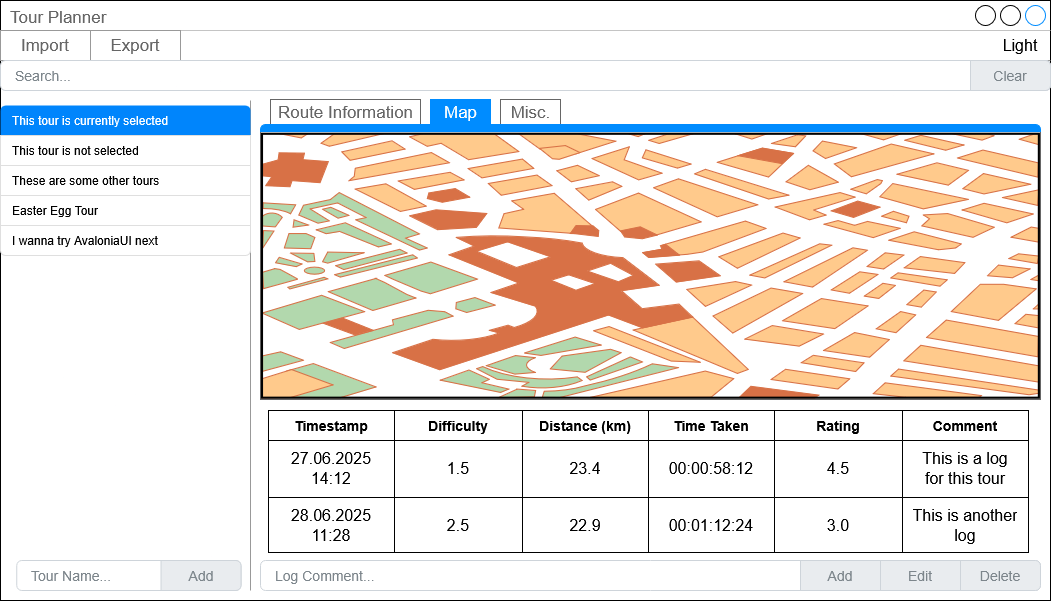 Tour Planner
Import Export Light
Search... Clear
This tour is currently selected
This tour is not selected
These are some other tours
Easter Egg Tour
I wanna try AvaloniaUI next
Tour Name... Add
Route Information Map Misc.
Timestamp Difficulty Distance (km) Time Taken Rating Comment
27.06.2025 14:12 1.5 23.4 00:00:58:12 4.5 This is a log for this tour
28.06.2025 11:28 2.5 22.9 00:01:12:24 3.0 This is another log
Log Comment... Add Edit Delete